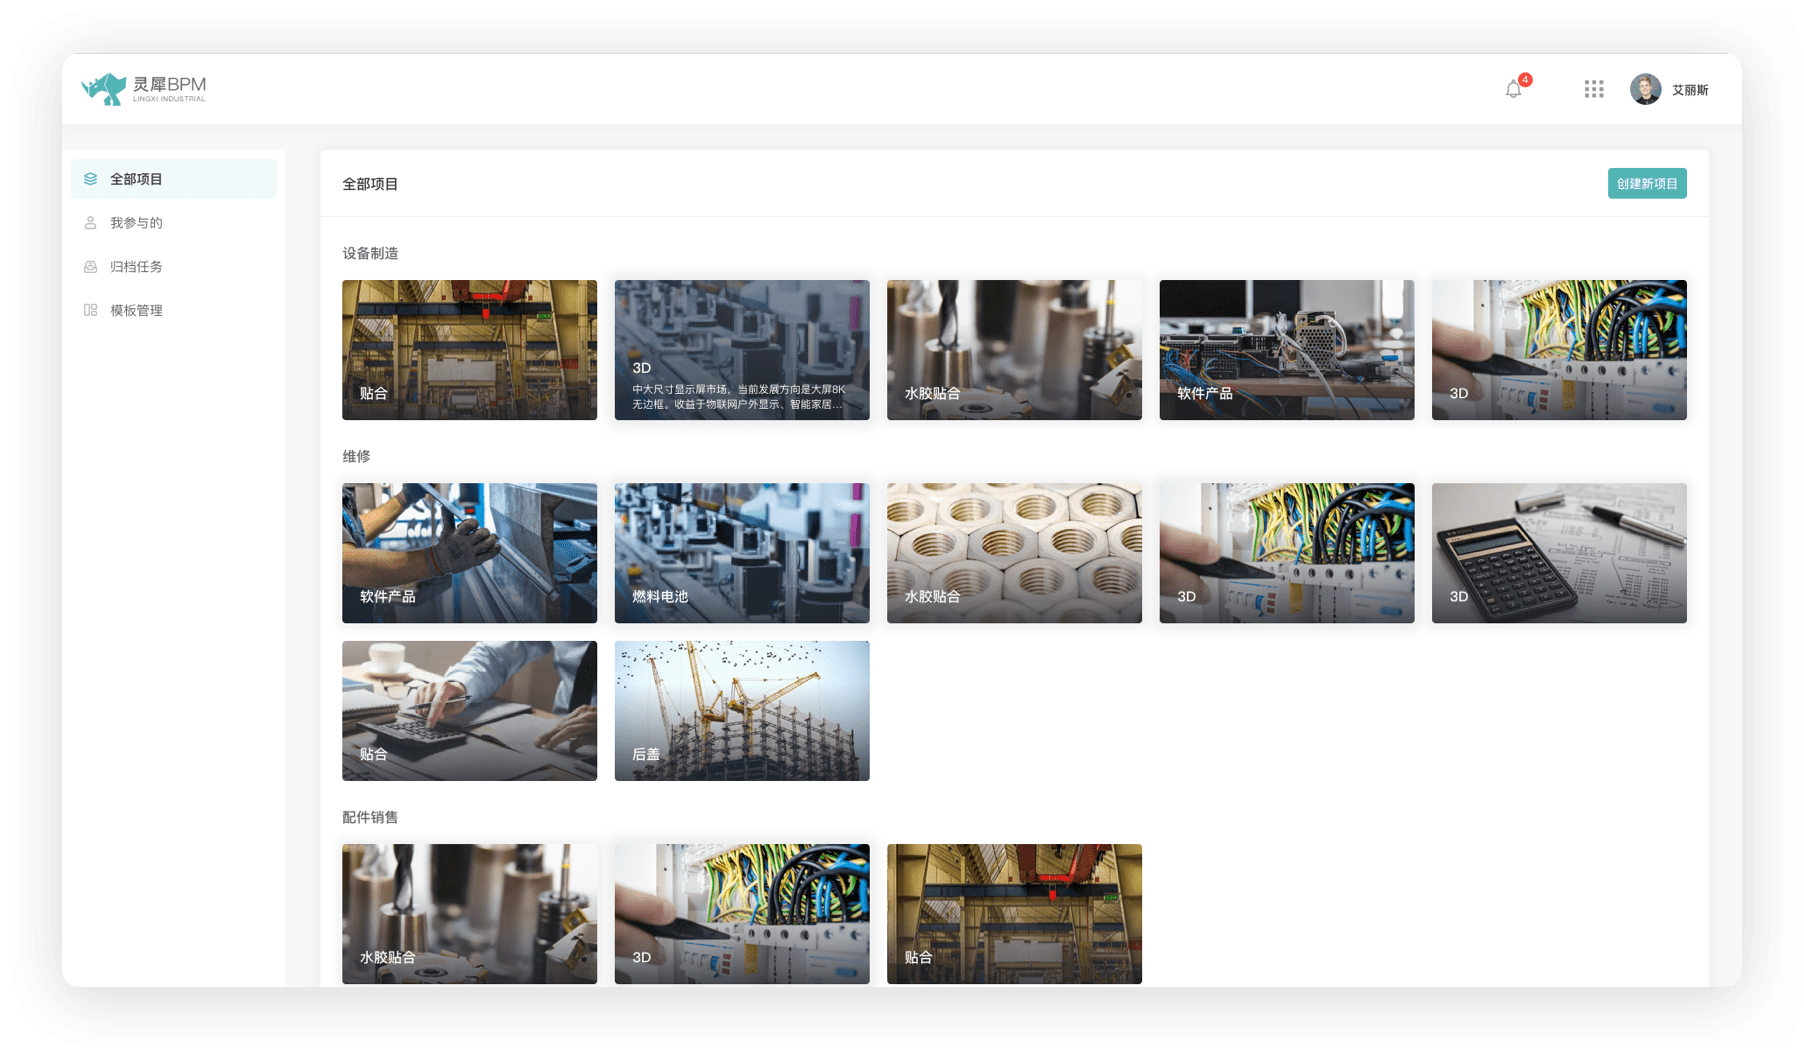 灵犀BPM
LINGXI INDUSTRIAL
4
艾丽斯
全部项目
我参与的
归档任务
模板管理
全部项目
创建新项目
设备制造
贴合
3D
中大尺寸显示屏市场，当前发展方向是大屏8K
无边框。收益于物联网户外显示、智能家居...
水胶贴合
软件产品
3D
维修
软件产品
燃料电池
水胶贴合
3D
3D
贴合
后盖
配件销售
水胶贴合
3D
贴合